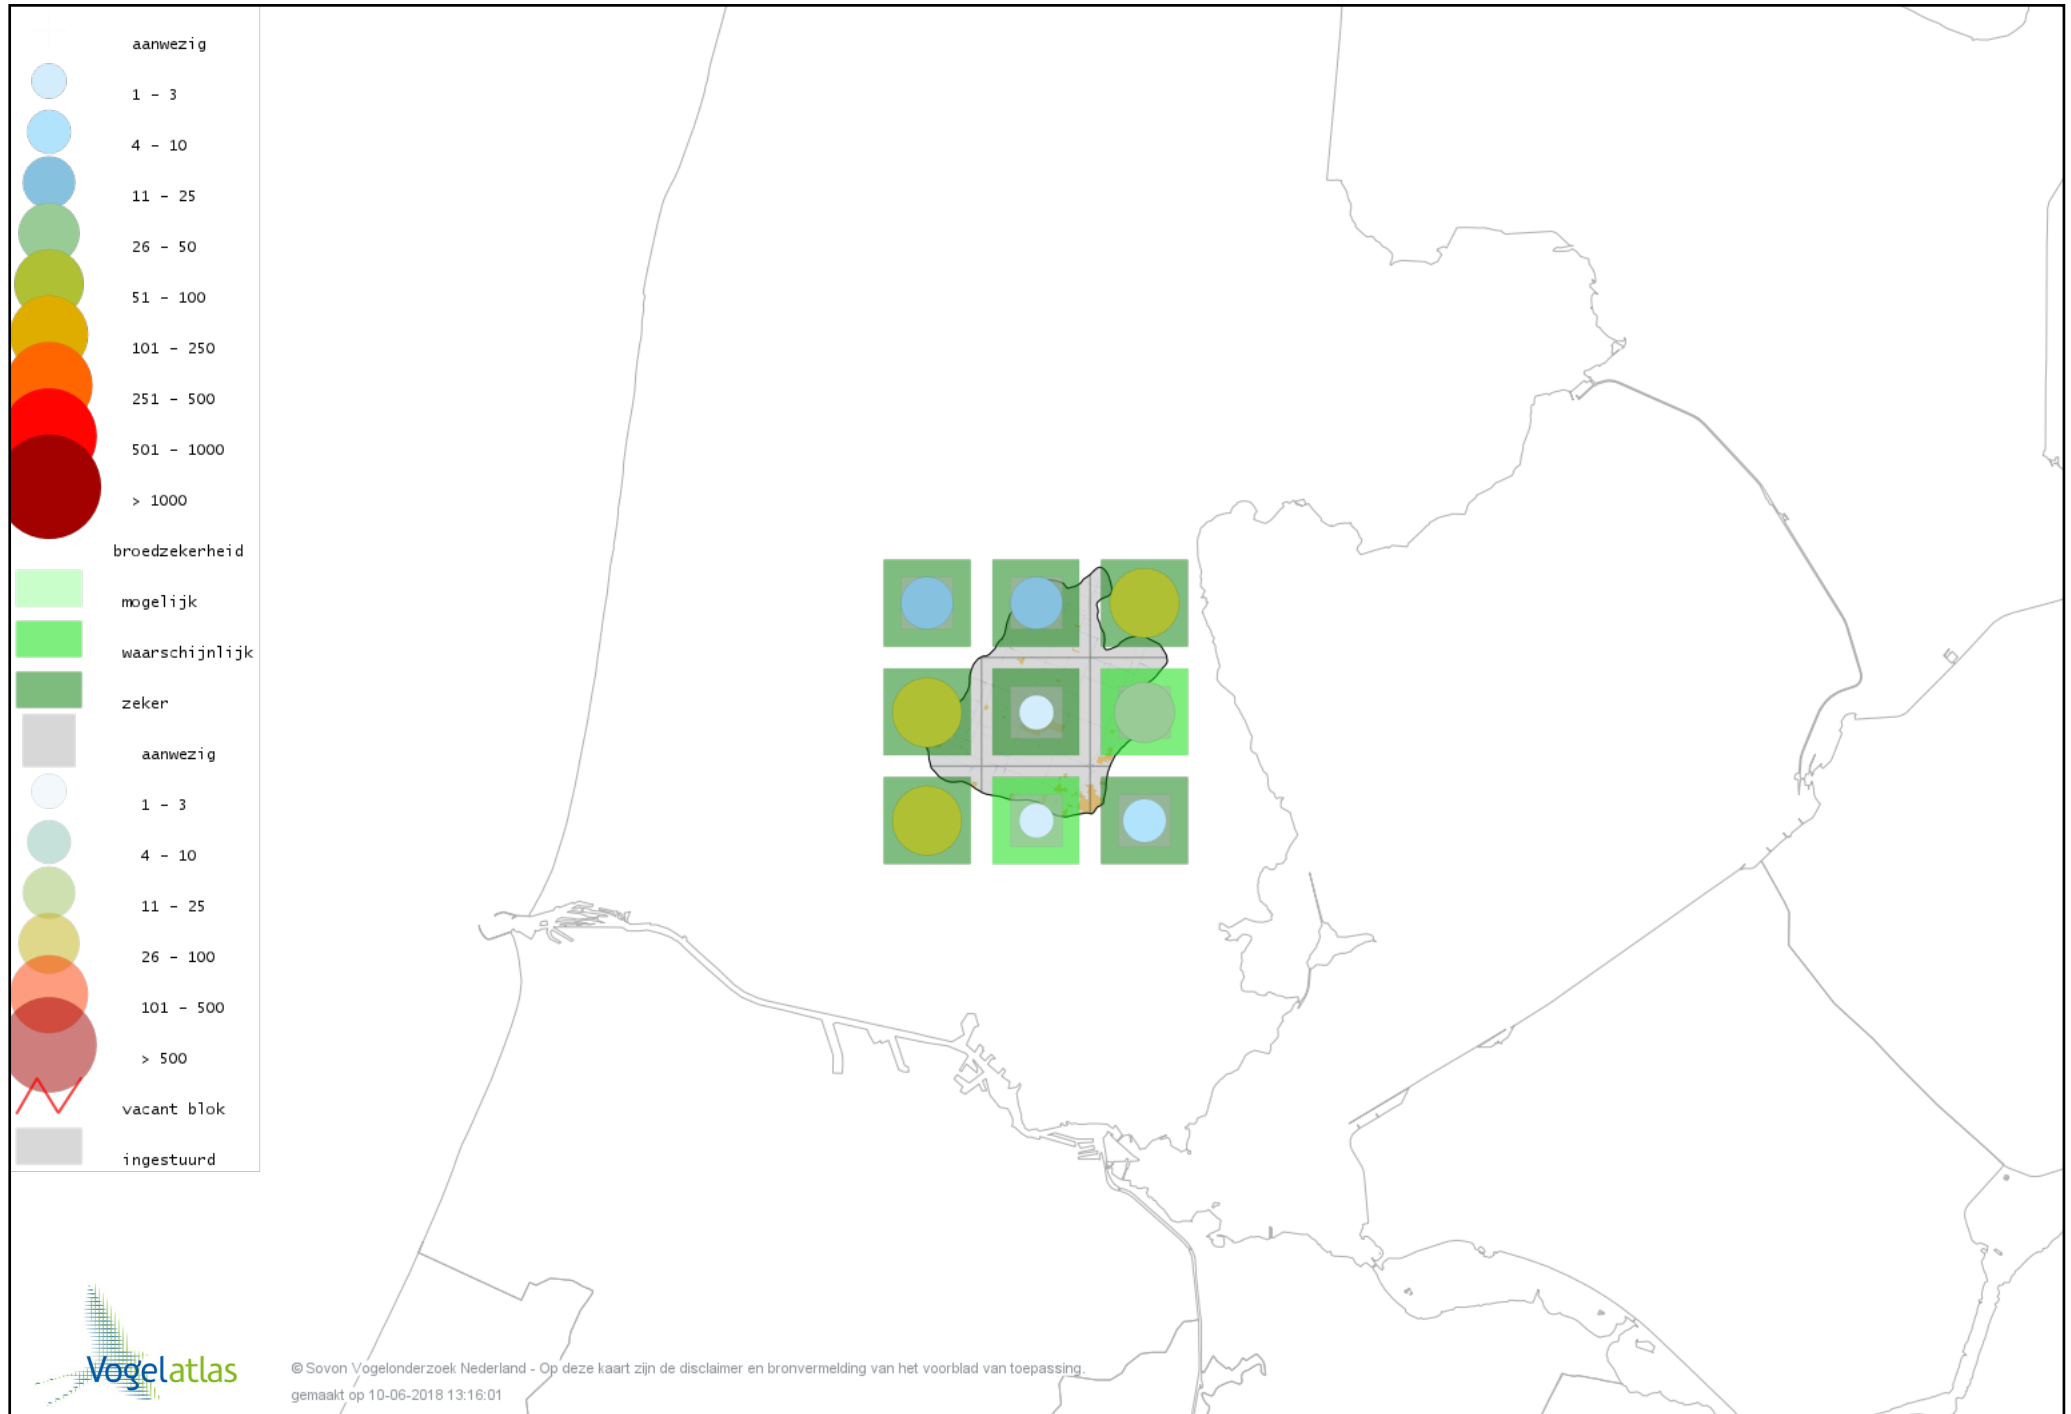 aanwezig
1 - 3
4 - 10
11 - 25
26 - 50
51 - 100
101 - 250
251 - 500
501 - 1000
> 1000
broedzekerheid
mogelijk
waarschijnlijk
zeker
aanwezig
1 - 3
4 - 10
11 - 25
26 - 100
101 - 500
> 500
vacant blok
ingestuurd
Vogelatlas
© Sovon Vogelonderzoek Nederland - Op deze kaart zijn de disclaimer en bronvermelding van het voorblad van toepassing.
gemaakt op 10-06-2018 13:16:01